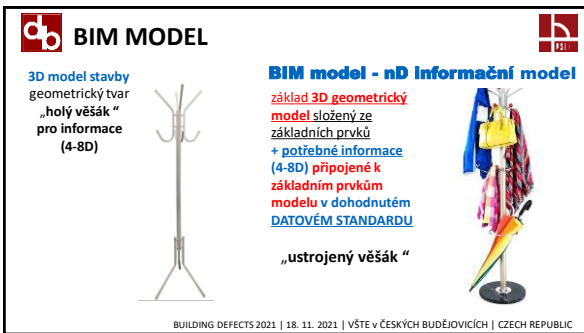 db BIM MODEL
3D model stavby
geometrický tvar
„holý věšák “
pro informace
(4-8D)
BIM model - nD Informační model
základ 3D geometrický
model složený ze
základních prvků
+ potřebné informace
(4-8D) připojené k
základním prvkům
modelu v dohodnutém
DATOVÉM STANDARDU
„ustrojený věšák “
BUILDING DEFECTS 2021 | 18. 11. 2021 | VŠTE v ČESKÝCH BUDĚJOVICÍCH | CZECH REPUBLIC